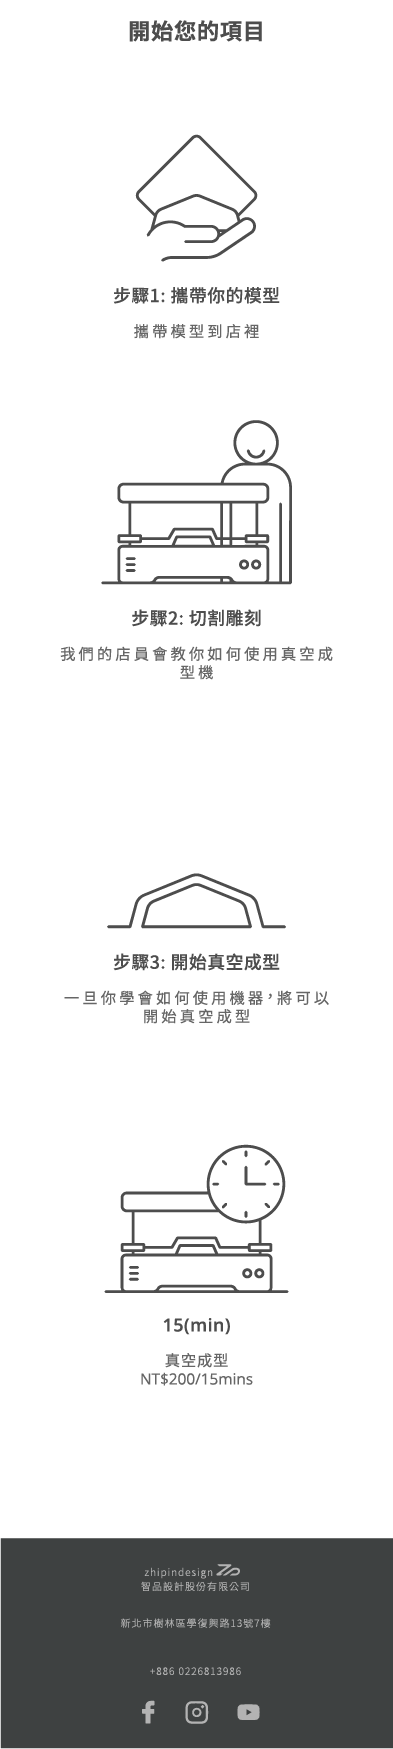 開始您的項目
步驟1: 攜帶你的模型
攜帶模型到店裡
步驟2: 切割雕刻
我們的店員會教你如何使用真空成
型機
步驟3: 開始真空成型
一旦你學會如何使用機器，將可以
開始真空成型
15(min)
真空成型
NT$200/15mins
zhipindesign
智品設計股份有限公司
新北市樹林區學復興路13號7樓
+886 0226813986